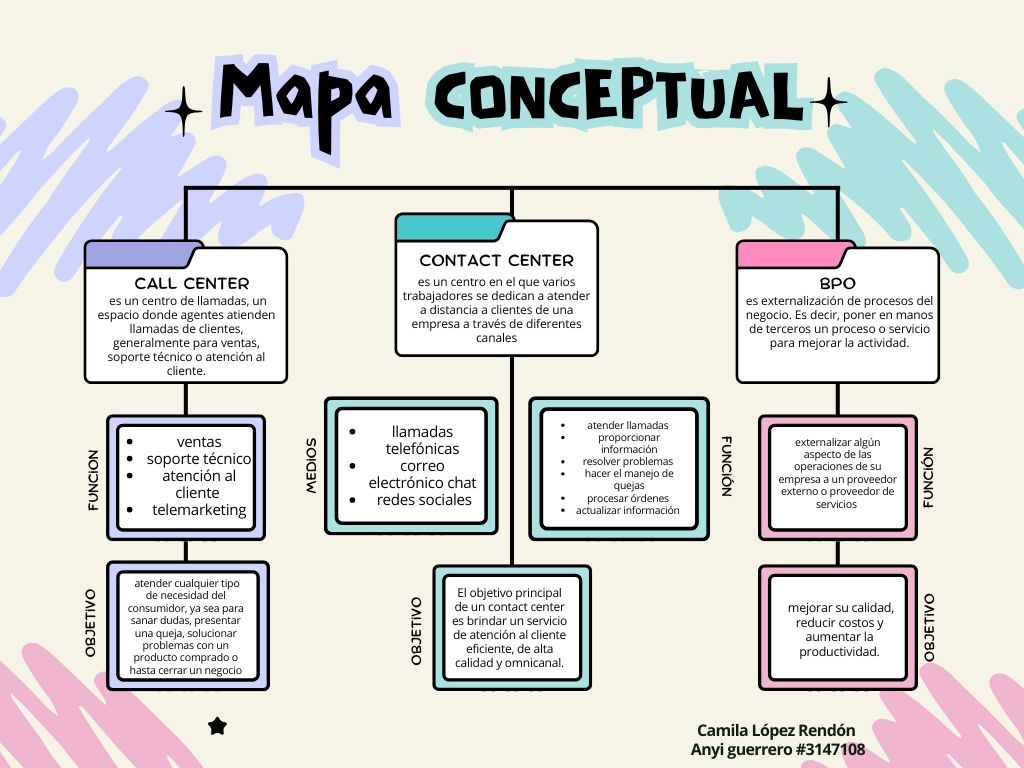 Mapa CONCEPTUAL
CALL CENTER
es un centro de llamadas, un
espacio donde agentes atienden
llamadas de clientes,
generalmente para ventas,
soporte técnico o atención al
cliente.
CONTACT CENTER
es un centro en el que varios
trabajadores se dedican a atender
a distancia a clientes de una
empresa a través de diferentes
canales
BPO
es externalización de procesos del
negocio. Es decir, poner en manos
de terceros un proceso o servicio
para mejorar la actividad.
FUNCION
• ventas
• soporte técnico
• atención al
cliente
• telemarketing
MEDIOS
• llamadas
telefónicas
• correo
electrónico chat
• redes sociales
• atender llamadas
• proporcionar
información
• resolver problemas
• hacer el manejo de
quejas
• procesar órdenes
• actualizar información
FUNCIÓN
externalizar algún
aspecto de las
operaciones de su
empresa a un proveedor
externo o proveedor de
servicios
FUNCIÓN
OBJETIVO
atender cualquier tipo
de necesidad del
consumidor, ya sea para
sanar dudas, presentar
una queja, solucionar
problemas con un
producto comprado o
hasta cerrar un negocio
OBJETIVO
El objetivo principal
de un contact center
es brindar un servicio
de atención al cliente
eficiente, de alta
calidad y omnicanal.
mejorar su calidad,
reducir costos y
aumentar la
productividad.
OBJETIVO
Camila López Rendón
Anyi guerrero #3147108